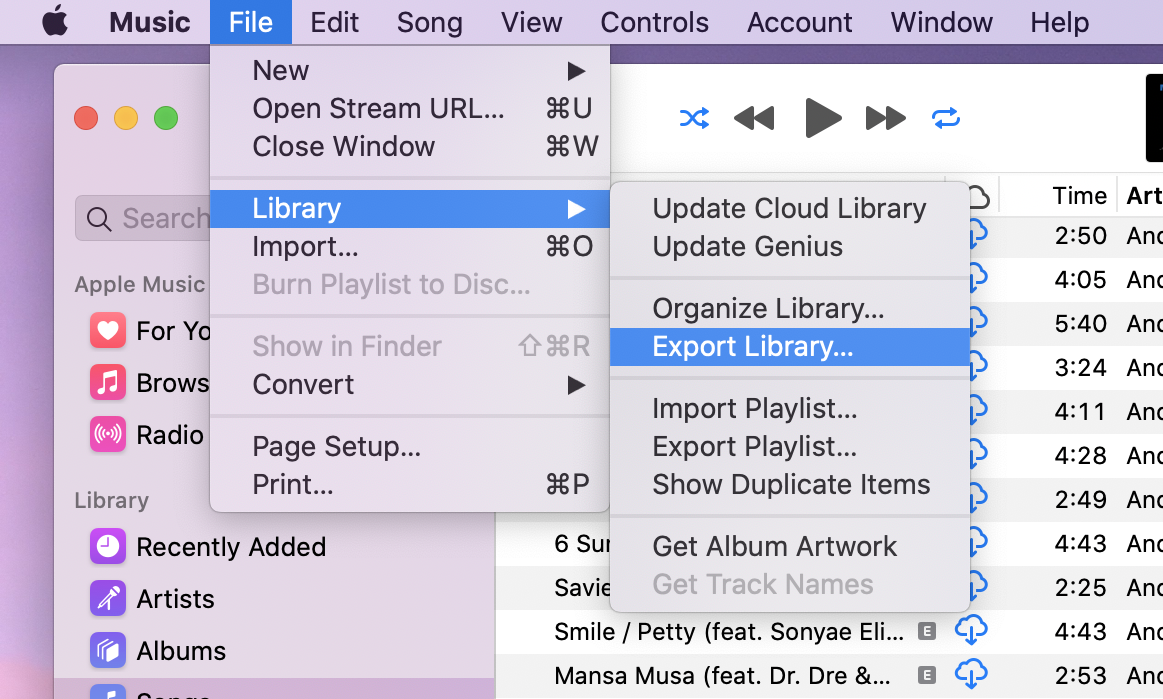 Music File Edit Song View Controls Account Window Help
New
Open Stream URL... ⌘U
Close Window ⌘W
Library
Import... ⌘O
Burn Playlist to Disc...
Show in Finder ⇧⌘R
Convert
Page Setup...
Print... ⌘P
Update Cloud Library
Update Genius
Organize Library...
Export Library...
Import Playlist...
Export Playlist...
Show Duplicate Items
Get Album Artwork
Get Track Names
Search
Apple Music
For Yo
Brows
Radio
Library
Recently Added
Artists
Albums
Songs
Time Art
2:50 And
4:05 And
5:40 And
3:24 And
4:11 And
4:28 And
2:49 And
6 Sur 4:43 And
Savie 2:25 And
Smile / Petty (feat. Sonyae Eli... E 4:43 And
Mansa Musa (feat. Dr. Dre &... E 2:53 And